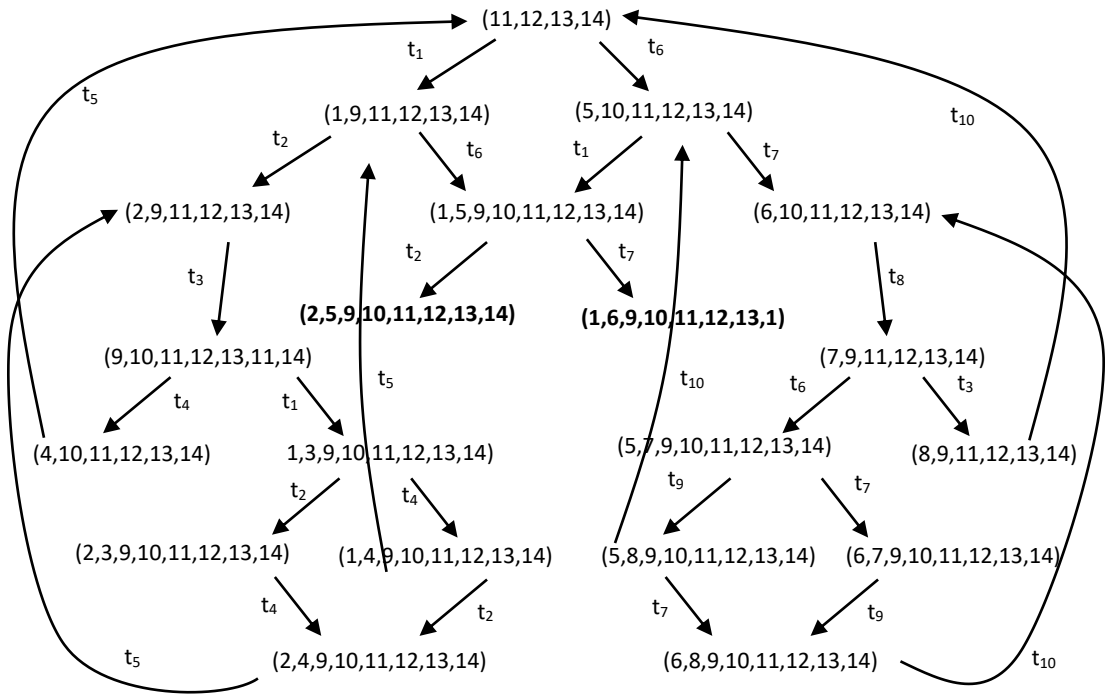 (11,12,13,14)
t1
t6
t5
(1,9,11,12,13,14)
(5,10,11,12,13,14)
t10
t2
t6
t1
t7
(2,9,11,12,13,14)
(1,5,9,10,11,12,13,14)
(6,10,11,12,13,14)
t2
t7
t3
t8
(2,5,9,10,11,12,13,14)
(1,6,9,10,11,12,13,1)
(9,10,11,12,13,11,14)
(7,9,11,12,13,14)
t5
t10
t6
t3
t4
t1
(4,10,11,12,13,14)
1,3,9,10,11,12,13,14)
(5,7,9,10,11,12,13,14)
(8,9,11,12,13,14)
t2
t4
t9
t7
(2,3,9,10,11,12,13,14)
(1,4,9,10,11,12,13,14)
(5,8,9,10,11,12,13,14)
(6,7,9,10,11,12,13,14)
t4
t2
t7
t9
t5
(2,4,9,10,11,12,13,14)
(6,8,9,10,11,12,13,14)
t10